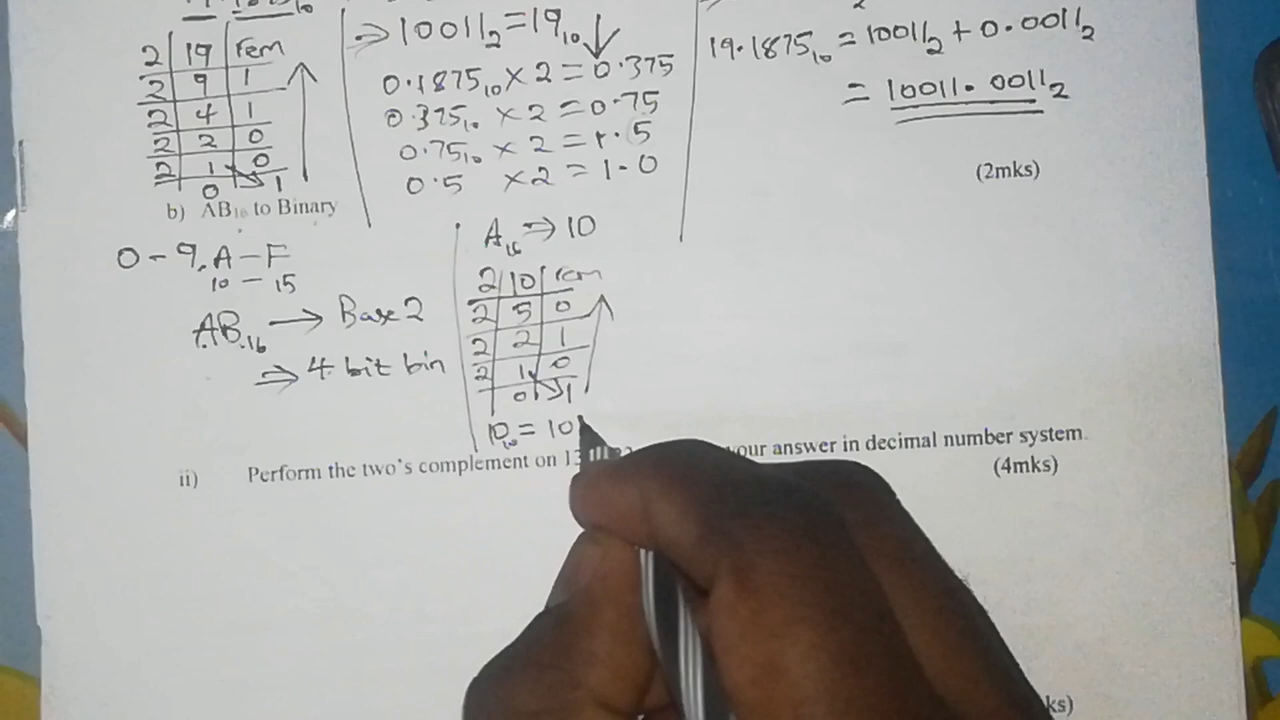 2 19 rem
2 9 1
2 4 1
2 2 0
2 1 0
0 1
⇒ 10011₂ = 19₁₀
0.1875₁₀ × 2 = 0.375
0.375₁₀ × 2 = 0.75
0.75₁₀ × 2 = 1.5
0.5 × 2 = 1.0
19.1875₁₀ = 10011₂ + 0.0011₂
= 10011.0011₂
(2mks)
b) AB₁₆ to Binary
0 - 9, A - F
10 - 15
AB₁₆ → Base 2
⇒ 4 bit bin
A₁₆ ⇒ 10
2 10 rem
2 5 0
2 2 1
2 1 0
0 1
10₁₀ = 10
ii) Perform the two's complement on 13 your answer in decimal number system.
(4mks)
ks)